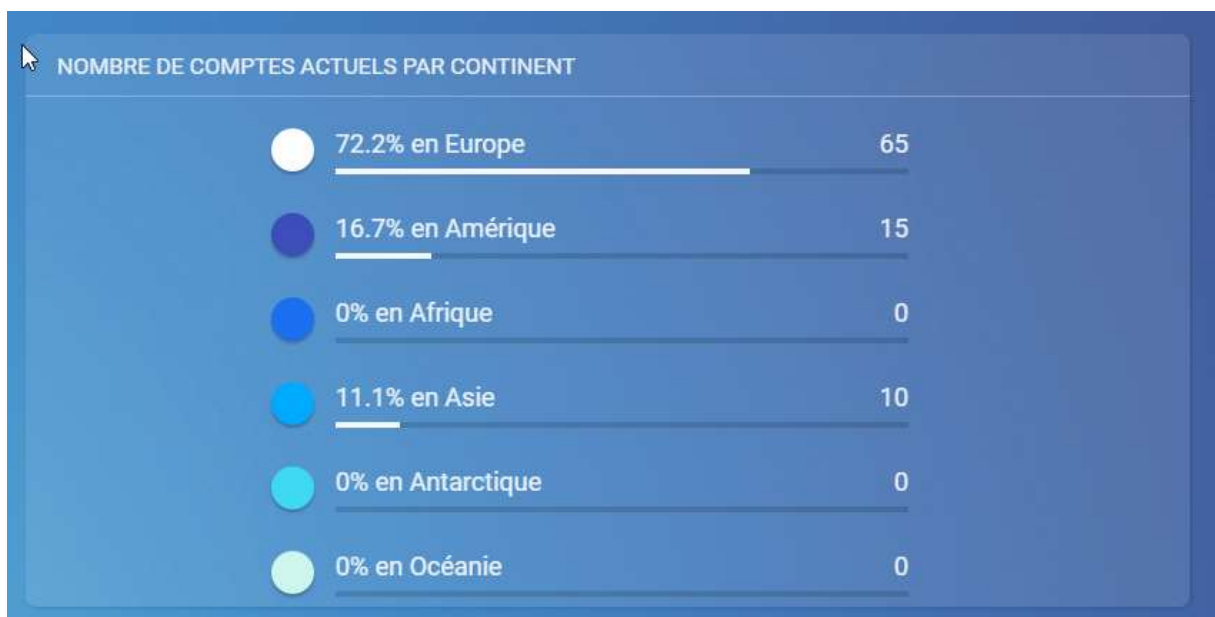 NOMBRE DE COMPTES ACTUELS PAR CONTINENT
72.2% en Europe 65
16.7% en Amérique 15
0% en Afrique 0
11.1% en Asie 10
0% en Antarctique 0
0% en Océanie 0